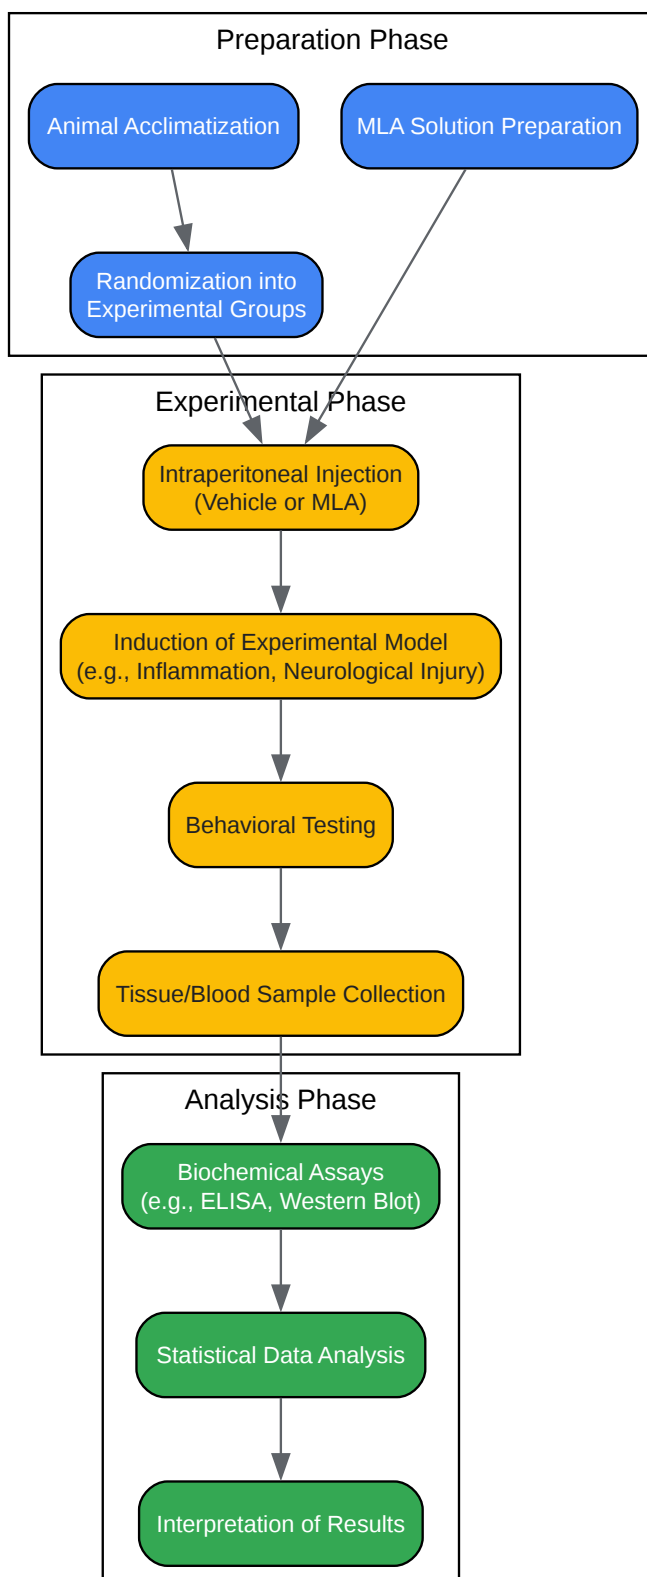 Preparation Phase
Animal Acclimatization
MLA Solution Preparation
Randomization into
Experimental Groups
Experimental Phase
Intraperitoneal Injection
(Vehicle or MLA)
Induction of Experimental Model
(e.g., Inflammation, Neurological Injury)
Behavioral Testing
Tissue/Blood Sample Collection
Analysis Phase
Biochemical Assays
(e.g., ELISA, Western Blot)
Statistical Data Analysis
Interpretation of Results